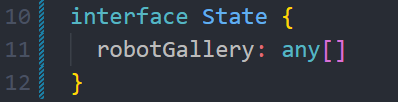 10 interface State {
11 robotGallery: any[]
12 }